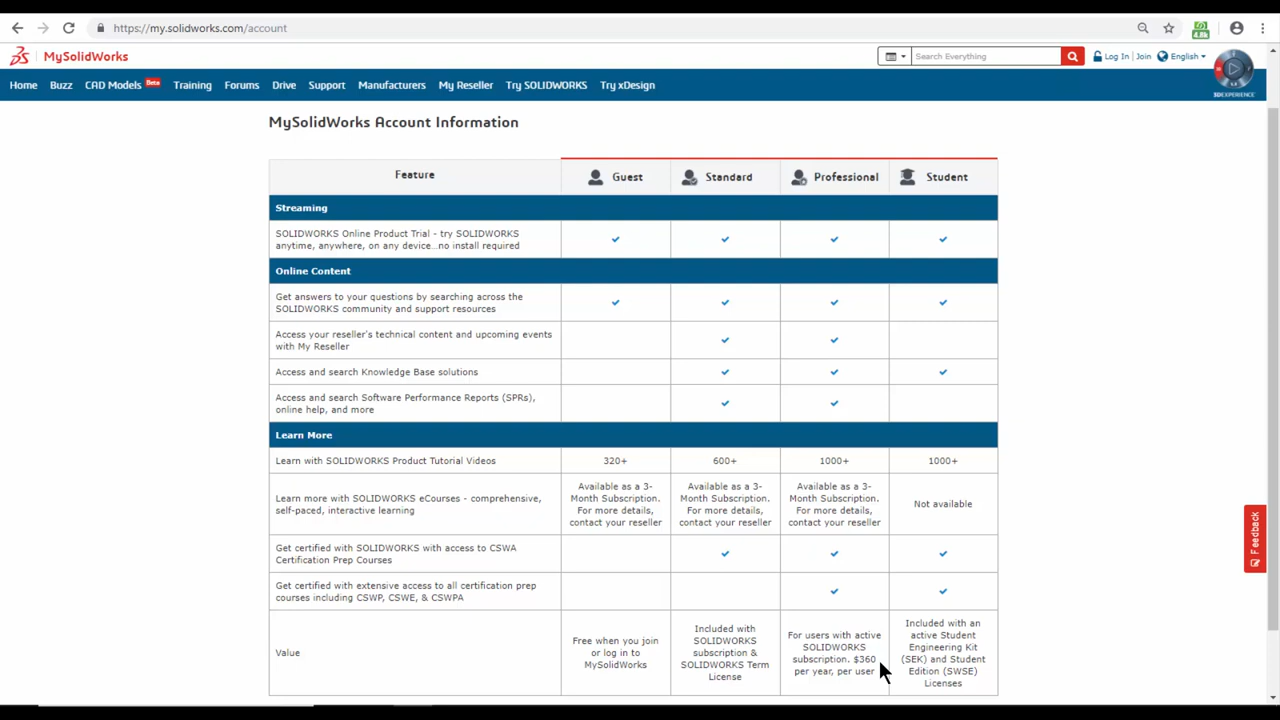 https://my.solidworks.com/account
4.8k
MySolidWorks
Search Everything
Log In | Join
English
Home Buzz CAD Models Beta Training Forums Drive Support Manufacturers My Reseller Try SOLIDWORKS Try xDesign
3DEXPERIENCE
MySolidWorks Account Information
Feature Guest Standard Professional Student
Streaming
SOLIDWORKS Online Product Trial - try SOLIDWORKS
anytime, anywhere, on any device...no install required
Online Content
Get answers to your questions by searching across the
SOLIDWORKS community and support resources
Access your reseller's technical content and upcoming events
with My Reseller
Access and search Knowledge Base solutions
Access and search Software Performance Reports (SPRs),
online help, and more
Learn More
Learn with SOLIDWORKS Product Tutorial Videos 320+ 600+ 1000+ 1000+
Learn more with SOLIDWORKS eCourses - comprehensive,
self-paced, interactive learning
Available as a 3-
Month Subscription.
For more details,
contact your reseller
Available as a 3-
Month Subscription.
For more details,
contact your reseller
Available as a 3-
Month Subscription.
For more details,
contact your reseller
Not available
Get certified with SOLIDWORKS with access to CSWA
Certification Prep Courses
Get certified with extensive access to all certification prep
courses including CSWP, CSWE, & CSWPA
Value
Free when you join
or log in to
MySolidWorks
Included with
SOLIDWORKS
subscription &
SOLIDWORKS Term
License
For users with active
SOLIDWORKS
subscription. $360
per year, per user
Included with an
active Student
Engineering Kit
(SEK) and Student
Edition (SWSE)
Licenses
Feedback